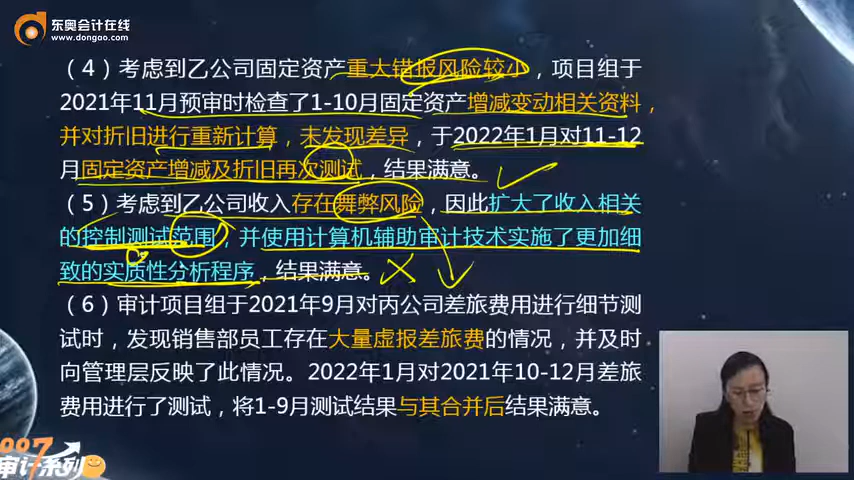 东奥会计在线
www.dongao.com
（4）考虑到乙公司固定资产重大错报风险较小，项目组于
2021年11月预审时检查了1-10月固定资产增减变动相关资料，
并对折旧进行重新计算，未发现差异，于2022年1月对11-12
月固定资产增减及折旧再次测试，结果满意。
（5）考虑到乙公司收入存在舞弊风险，因此扩大了收入相关
的控制测试范围，并使用计算机辅助审计技术实施了更加细
致的实质性分析程序，结果满意。
（6）审计项目组于2021年9月对丙公司差旅费用进行细节测
试时，发现销售部员工存在大量虚报差旅费的情况，并及时
向管理层反映了此情况。2022年1月对2021年10-12月差旅
费用进行了测试，将1-9月测试结果与其合并后结果满意。
007
审计系列